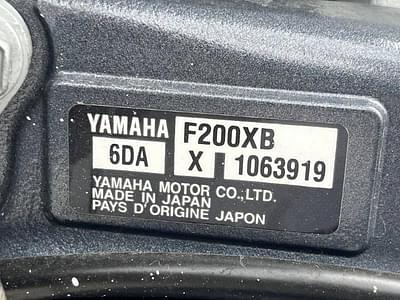 YAMAHA F200XB
6DA X 1063919
YAMAHA MOTOR CO.,LTD.
MADE IN JAPAN
PAYS D'ORIGINE JAPON